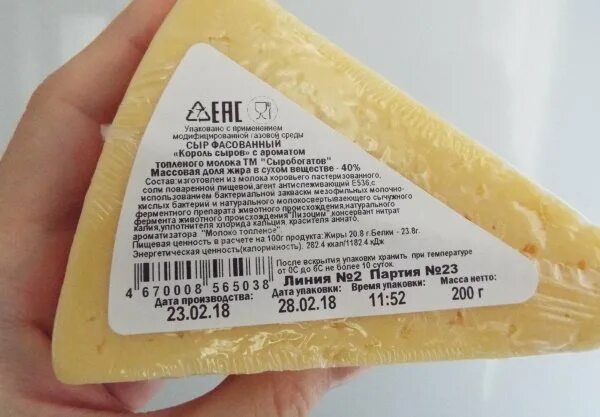 EAC
Упаковано с применением
модифицированной газовой среды
СЫР ФАСОВАННЫЙ
«Король сыров» с ароматом
топленого молока ТМ "Сыробогатов"
Массовая доля жира в сухом веществе - 40%
Состав:изготовлен из молока коровьего пастеризованного,
соли поваренной пищевой,агент антислеживающий Е536,с
использованием бактериальной закваски мезофильных молочно-
кислых бактерий и натурального молокосвертывающего сычужного
ферментного препарата животного происхождения,натурального
фермента животного происхождения"Лизоцим",консервант нитрат
калия,уплотнителя хлорида кальция, красителя аннато,
ароматизатора "Молоко топленое".
Пищевая ценность в расчете на 100г продукта:Жиры 20.8 г.Белки - 23.8г.
Энергетическая ценность(калорийность): 282.4 ккал/1182.4 кДж
После вскрытия упаковки хранить при температуре
от 0С до 6С не более 10 суток.
Линия №2 Партия №23
4 670008 565038
Дата производства: Дата упаковки: Время упаковки: Масса нетто:
23.02.18 28.02.18 11:52 200 г